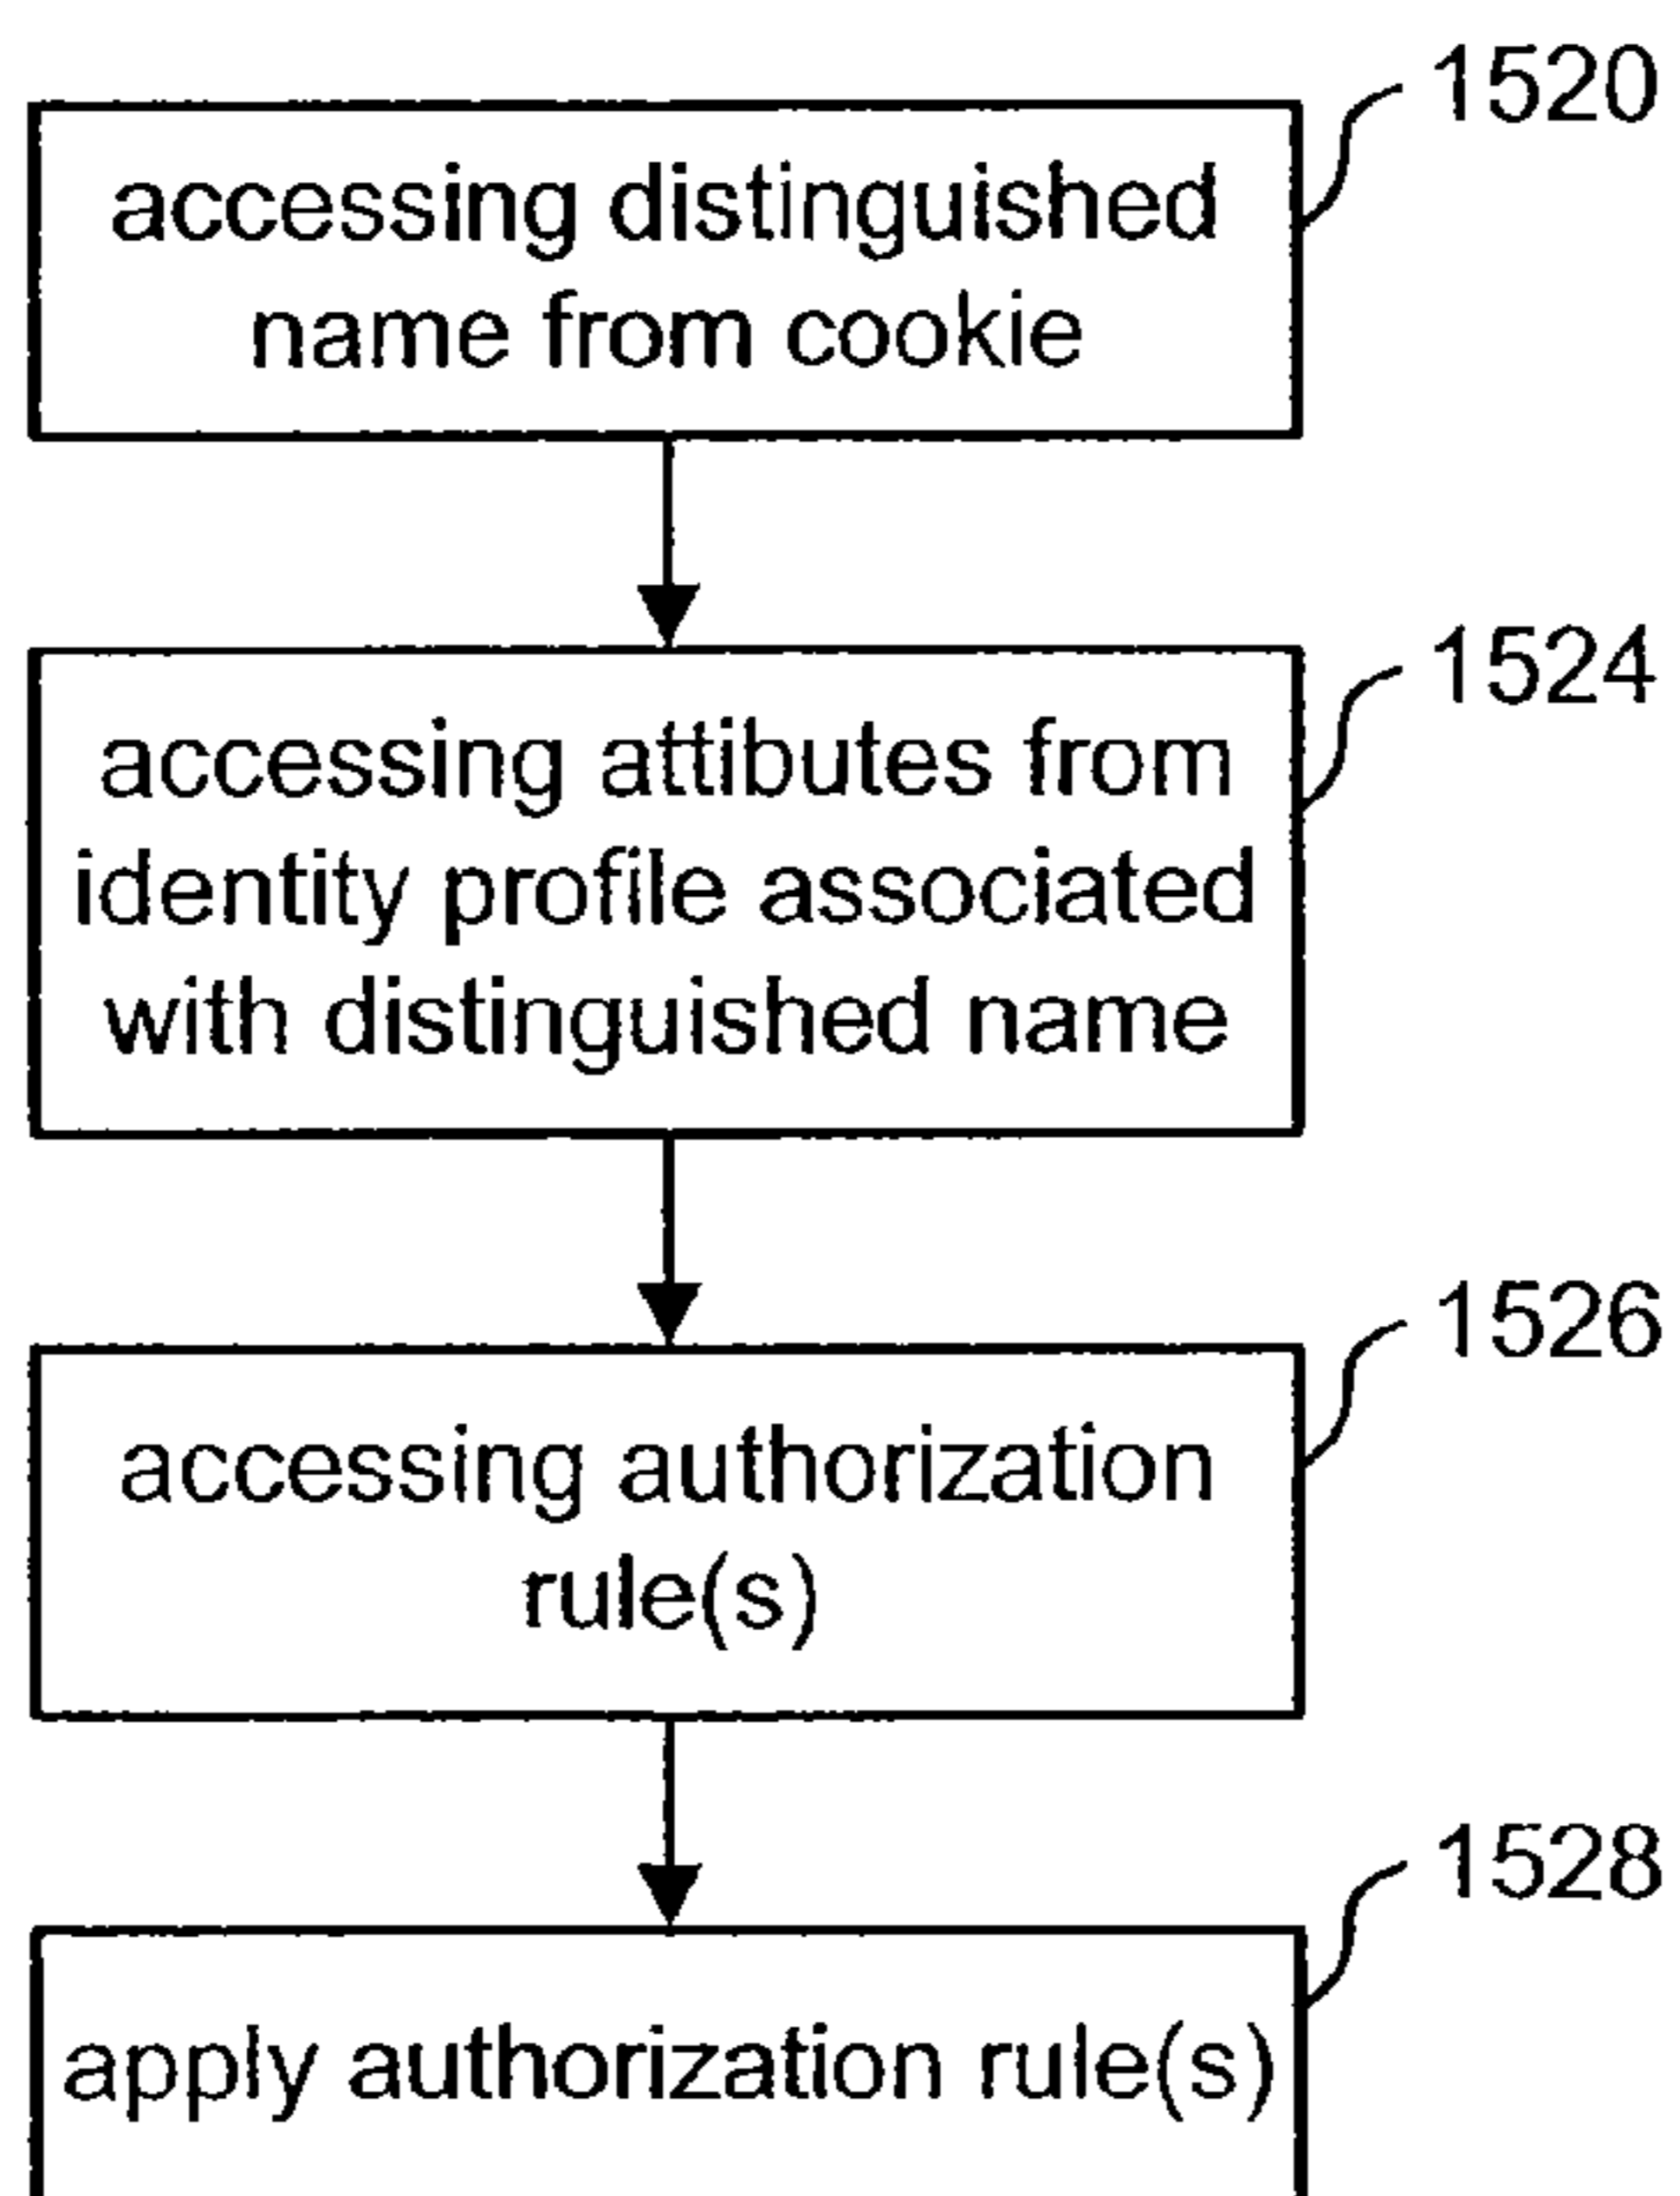 1520
accessing distinguished
name from cookie
1524
accessing attibutes from
identity profile associated
with distinguished name
1526
accessing authorization
rule(s)
1528
apply authorization rule(s)